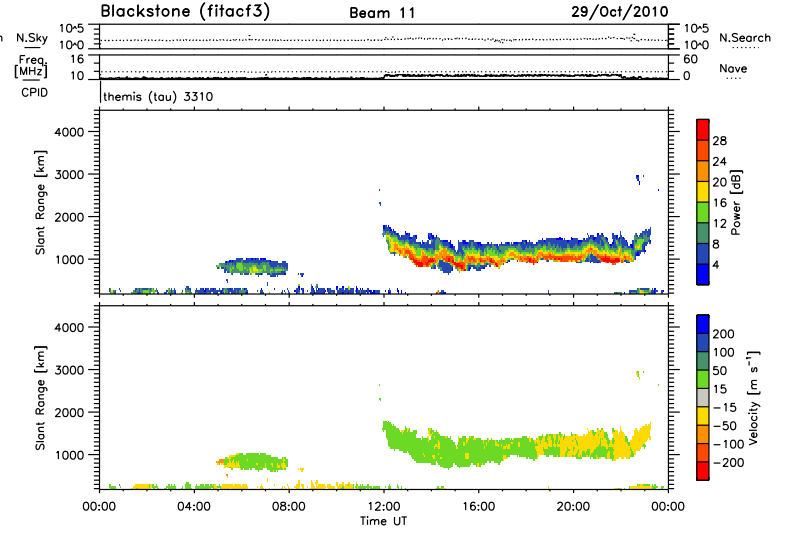 Blackstone (fitacf3) Beam 11 29/Oct/2010
n N.Sky 10^5 10^5 N.Search
10^0 10^0
Freq. 16 60
[MHz] 10 0 Nave
CPID
themis (tau) 3310
Slant Range [km]
4000
3000
2000
1000
28
24
20
16
12
8
4
Power [dB]
Slant Range [km]
4000
3000
2000
1000
200
100
50
15
-15
-50
-100
-200
Velocity [m s⁻¹]
00:00 04:00 08:00 12:00 16:00 20:00 00:00
Time UT